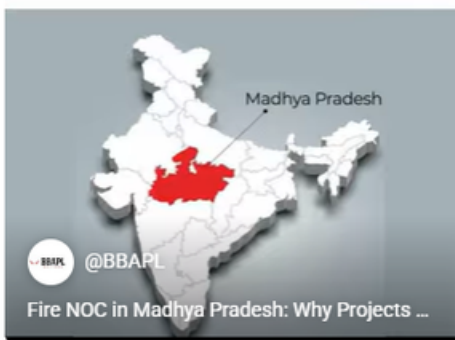 Madhya Pradesh
BBAPL
@BBAPL
Fire NOC in Madhya Pradesh: Why Projects ...